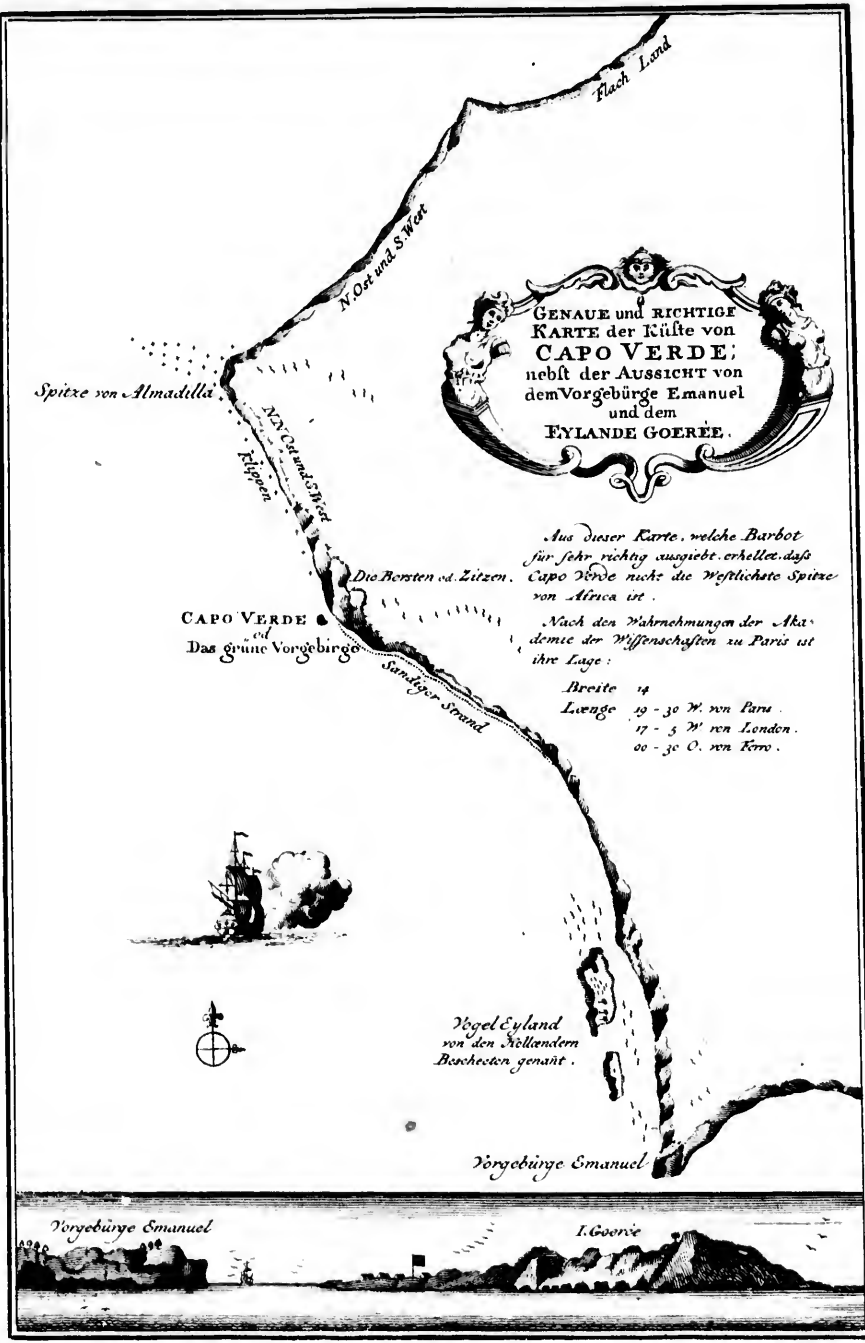 Flach Land
N. Ost und S. West
GENAUE und RICHTIGE
KARTE der Küste von
CAPO VERDE;
nebst der AUSSICHT von
dem Vorgebürge Emanuel
und dem
EYLANDE GOERÉE.
Spitze von Almadilla
N.N. Ost und S. West
Klippen
Aus dieser Karte, welche Barbot
für sehr richtig ausgiebt, erhellet, daſs
Capo Verde nicht die Westlichste Spitze
von Africa ist.
Nach den Wahrnehmungen der Aka-
demie der Wissenschaften zu Paris ist
ihre Lage:
Breite 14
Længe 19 - 30 W. von Paris.
17 - 5 W von London.
00 - 30 O. von Ferro.
Die Borsten od. Zitzen.
CAPO VERDE
od
Das grüne Vorgebirge
Sandiger Strand
Vogel Eyland
von den Hollændern
Beschecten genañt.
Vorgebürge Emanuel
Vorgebürge Emanuel
I. Goerée